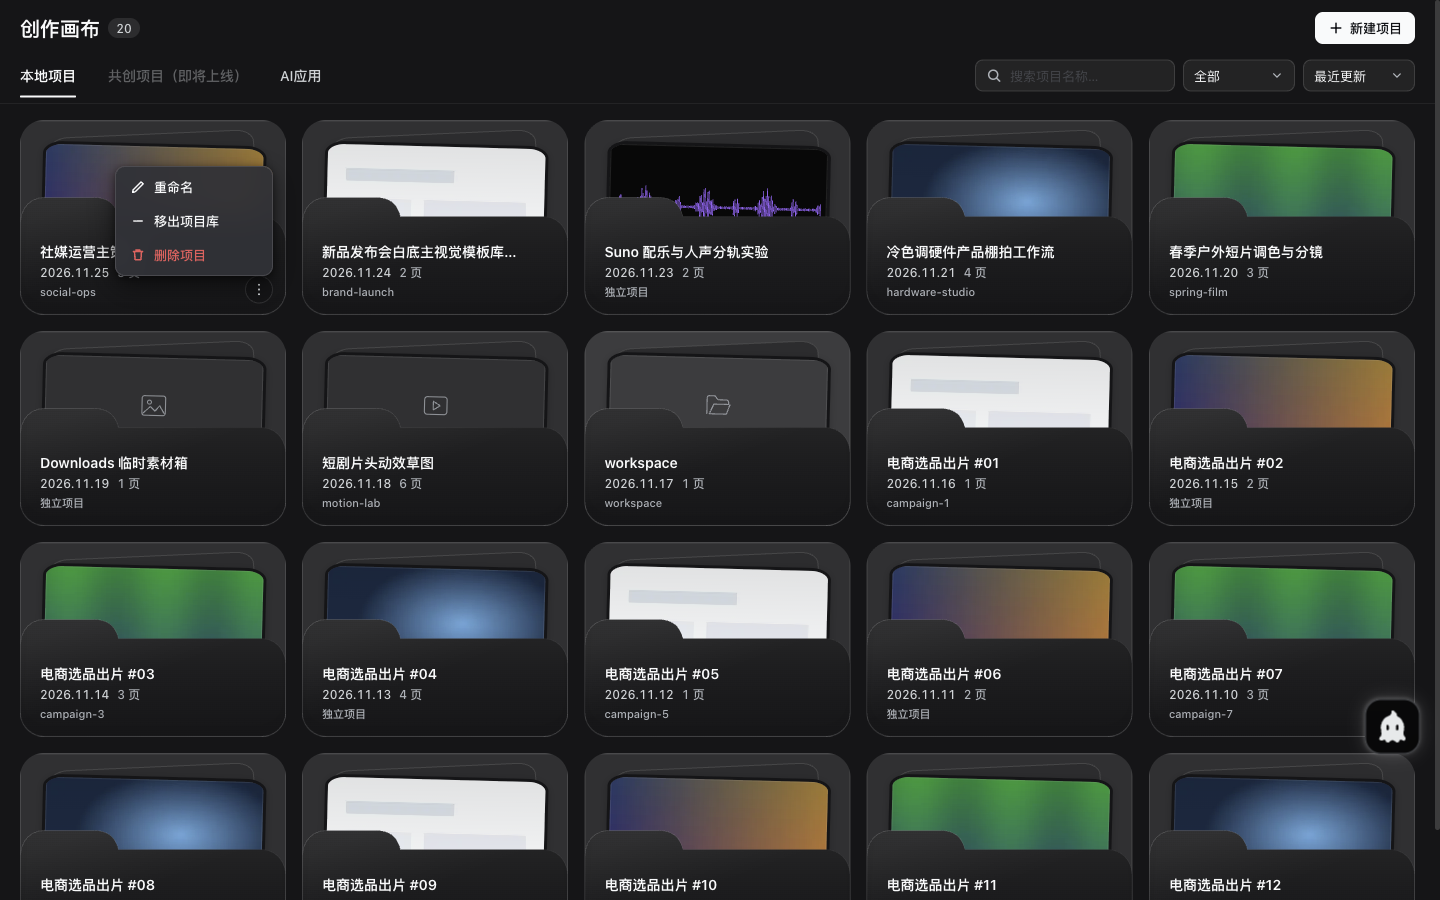 创作画布 20
新建项目
本地项目 共创项目（即将上线） AI应用
搜索项目名称... 全部 最近更新
重命名
移出项目库
删除项目
社媒运营主
2026.11.25
social-ops
新品发布会白底主视觉模板库...
2026.11.24 2 页
brand-launch
Suno 配乐与人声分轨实验
2026.11.23 2 页
独立项目
冷色调硬件产品棚拍工作流
2026.11.21 4 页
hardware-studio
春季户外短片调色与分镜
2026.11.20 3 页
spring-film
Downloads 临时素材箱
2026.11.19 1 页
独立项目
短剧片头动效草图
2026.11.18 6 页
motion-lab
workspace
2026.11.17 1 页
workspace
电商选品出片 #01
2026.11.16 1 页
campaign-1
电商选品出片 #02
2026.11.15 2 页
独立项目
电商选品出片 #03
2026.11.14 3 页
campaign-3
电商选品出片 #04
2026.11.13 4 页
独立项目
电商选品出片 #05
2026.11.12 1 页
campaign-5
电商选品出片 #06
2026.11.11 2 页
独立项目
电商选品出片 #07
2026.11.10 3 页
campaign-7
电商选品出片 #08
电商选品出片 #09
电商选品出片 #10
电商选品出片 #11
电商选品出片 #12